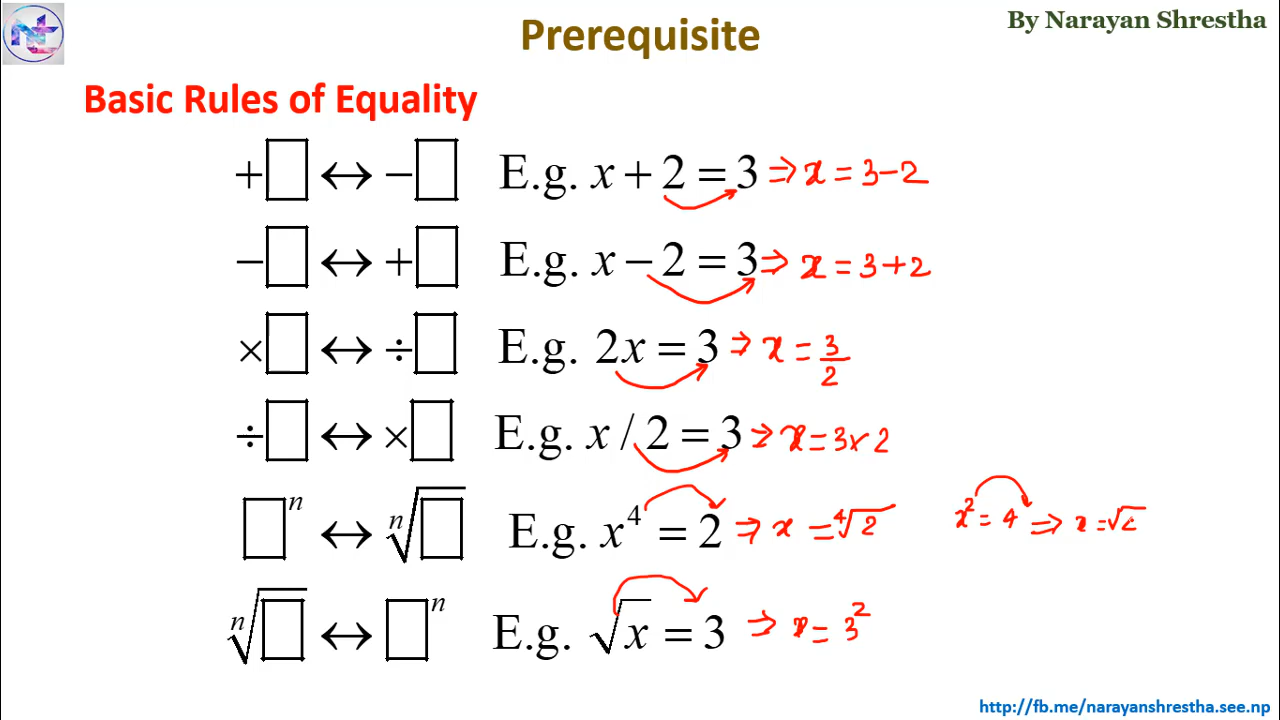 Prerequisite
By Narayan Shrestha
Basic Rules of Equality
+□ ↔ −□ E.g. x + 2 = 3 ⇒ x = 3 − 2
−□ ↔ +□ E.g. x − 2 = 3 ⇒ x = 3 + 2
×□ ↔ ÷□ E.g. 2x = 3 ⇒ x = 3/2
÷□ ↔ ×□ E.g. x / 2 = 3 ⇒ x = 3 × 2
□ⁿ ↔ ⁿ√□ E.g. x⁴ = 2 ⇒ x = ⁴√2 x² = 4 ⇒ x = √4
ⁿ√□ ↔ □ⁿ E.g. √x = 3 ⇒ x = 3²
http://fb.me/narayanshrestha.see.np